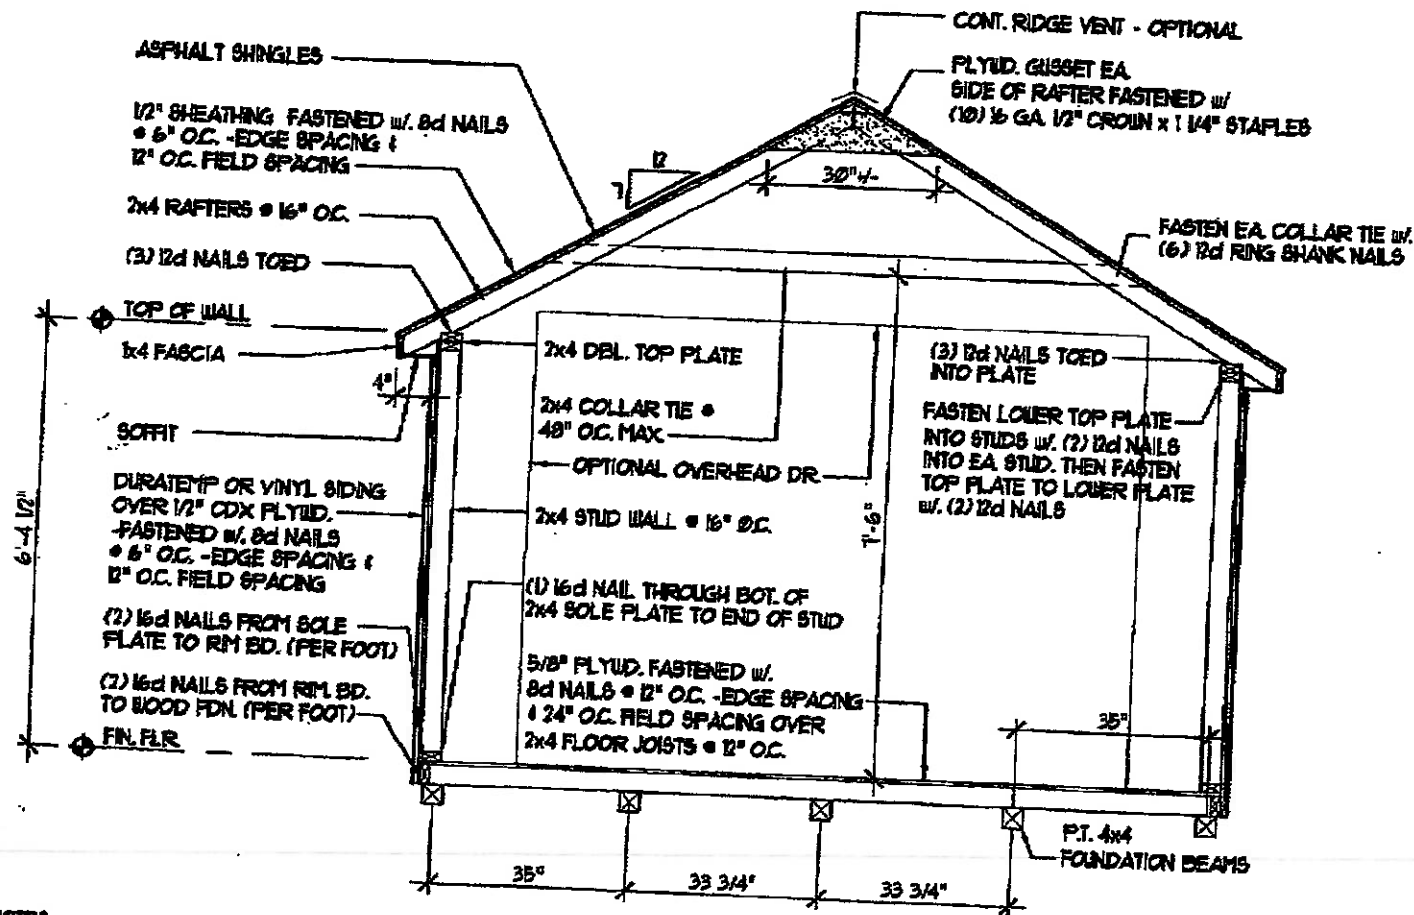 CONT. RIDGE VENT - OPTIONAL
ASPHALT SHINGLES
PLYWD. GUSSET EA.
SIDE OF RAFTER FASTENED w/
(10) 16 GA. 1/2" CROWN x 1 1/4" STAPLES
1/2" SHEATHING FASTENED w/. 8d NAILS
@ 6" O.C. -EDGE SPACING &
12" O.C. FIELD SPACING
12
7
30" +/-
2x4 RAFTERS @ 16" O.C.
FASTEN EA. COLLAR TIE w/.
(6) 12d RING SHANK NAILS
(3) 12d NAILS TOED
TOP OF WALL
1x4 FASCIA
2x4 DBL. TOP PLATE
(3) 12d NAILS TOED
INTO PLATE
4"
2x4 COLLAR TIE @
48" O.C. MAX.
FASTEN LOWER TOP PLATE
INTO STUDS w/. (2) 12d NAILS
INTO EA. STUD. THEN FASTEN
TOP PLATE TO LOWER PLATE
w/. (2) 12d NAILS
SOFFIT
OPTIONAL OVERHEAD DR.
DURATEMP OR VINYL SIDING
OVER 1/2" CDX PLYWD.
-FASTENED w/. 8d NAILS
@ 6" O.C. -EDGE SPACING &
12" O.C. FIELD SPACING
2x4 STUD WALL @ 16" O.C.
6'-4 1/2"
7'-6"
(1) 16d NAIL THROUGH BOT. OF
2x4 SOLE PLATE TO END OF STUD
(2) 16d NAILS FROM SOLE
PLATE TO RIM BD. (PER FOOT)
5/8" PLYWD. FASTENED w/.
8d NAILS @ 12" O.C. -EDGE SPACING
& 24" O.C. FIELD SPACING OVER
2x4 FLOOR JOISTS @ 12" O.C.
(2) 16d NAILS FROM RIM. BD.
TO WOOD FDN. (PER FOOT)
35"
FIN. FLR.
P.T. 4x4
FOUNDATION BEAMS
35"
33 3/4"
33 3/4"